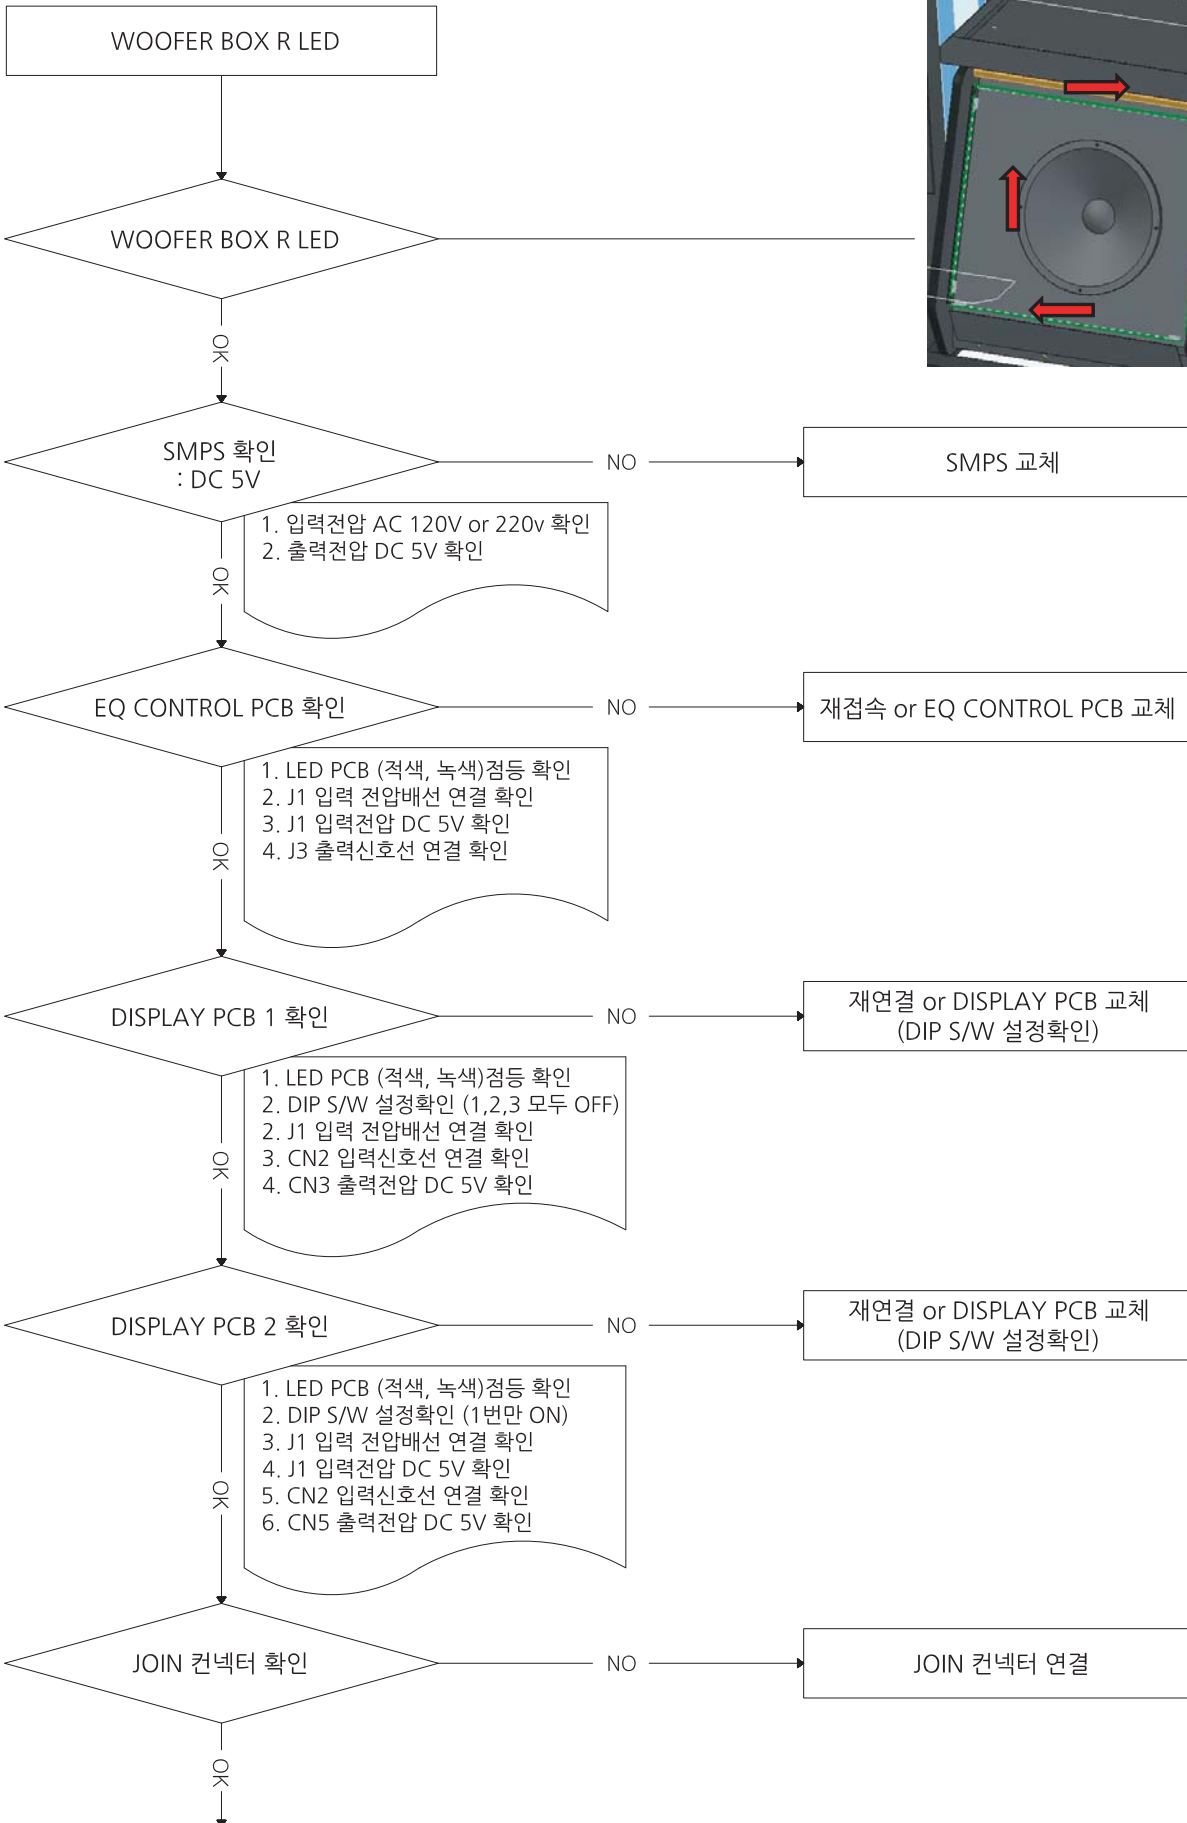 WOOFER BOX R LED
WOOFER BOX R LED
OK
SMPS 확인
: DC 5V
NO
SMPS 교체
1. 입력전압 AC 120V or 220v 확인
2. 출력전압 DC 5V 확인
OK
EQ CONTROL PCB 확인
NO
재접속 or EQ CONTROL PCB 교체
1. LED PCB (적색, 녹색)점등 확인
2. J1 입력 전압배선 연결 확인
3. J1 입력전압 DC 5V 확인
4. J3 출력신호선 연결 확인
OK
DISPLAY PCB 1 확인
NO
재연결 or DISPLAY PCB 교체
(DIP S/W 설정확인)
1. LED PCB (적색, 녹색)점등 확인
2. DIP S/W 설정확인 (1,2,3 모두 OFF)
2. J1 입력 전압배선 연결 확인
3. CN2 입력신호선 연결 확인
4. CN3 출력전압 DC 5V 확인
OK
DISPLAY PCB 2 확인
NO
재연결 or DISPLAY PCB 교체
(DIP S/W 설정확인)
1. LED PCB (적색, 녹색)점등 확인
2. DIP S/W 설정확인 (1번만 ON)
3. J1 입력 전압배선 연결 확인
4. J1 입력전압 DC 5V 확인
5. CN2 입력신호선 연결 확인
6. CN5 출력전압 DC 5V 확인
OK
JOIN 컨넥터 확인
NO
JOIN 컨넥터 연결
OK